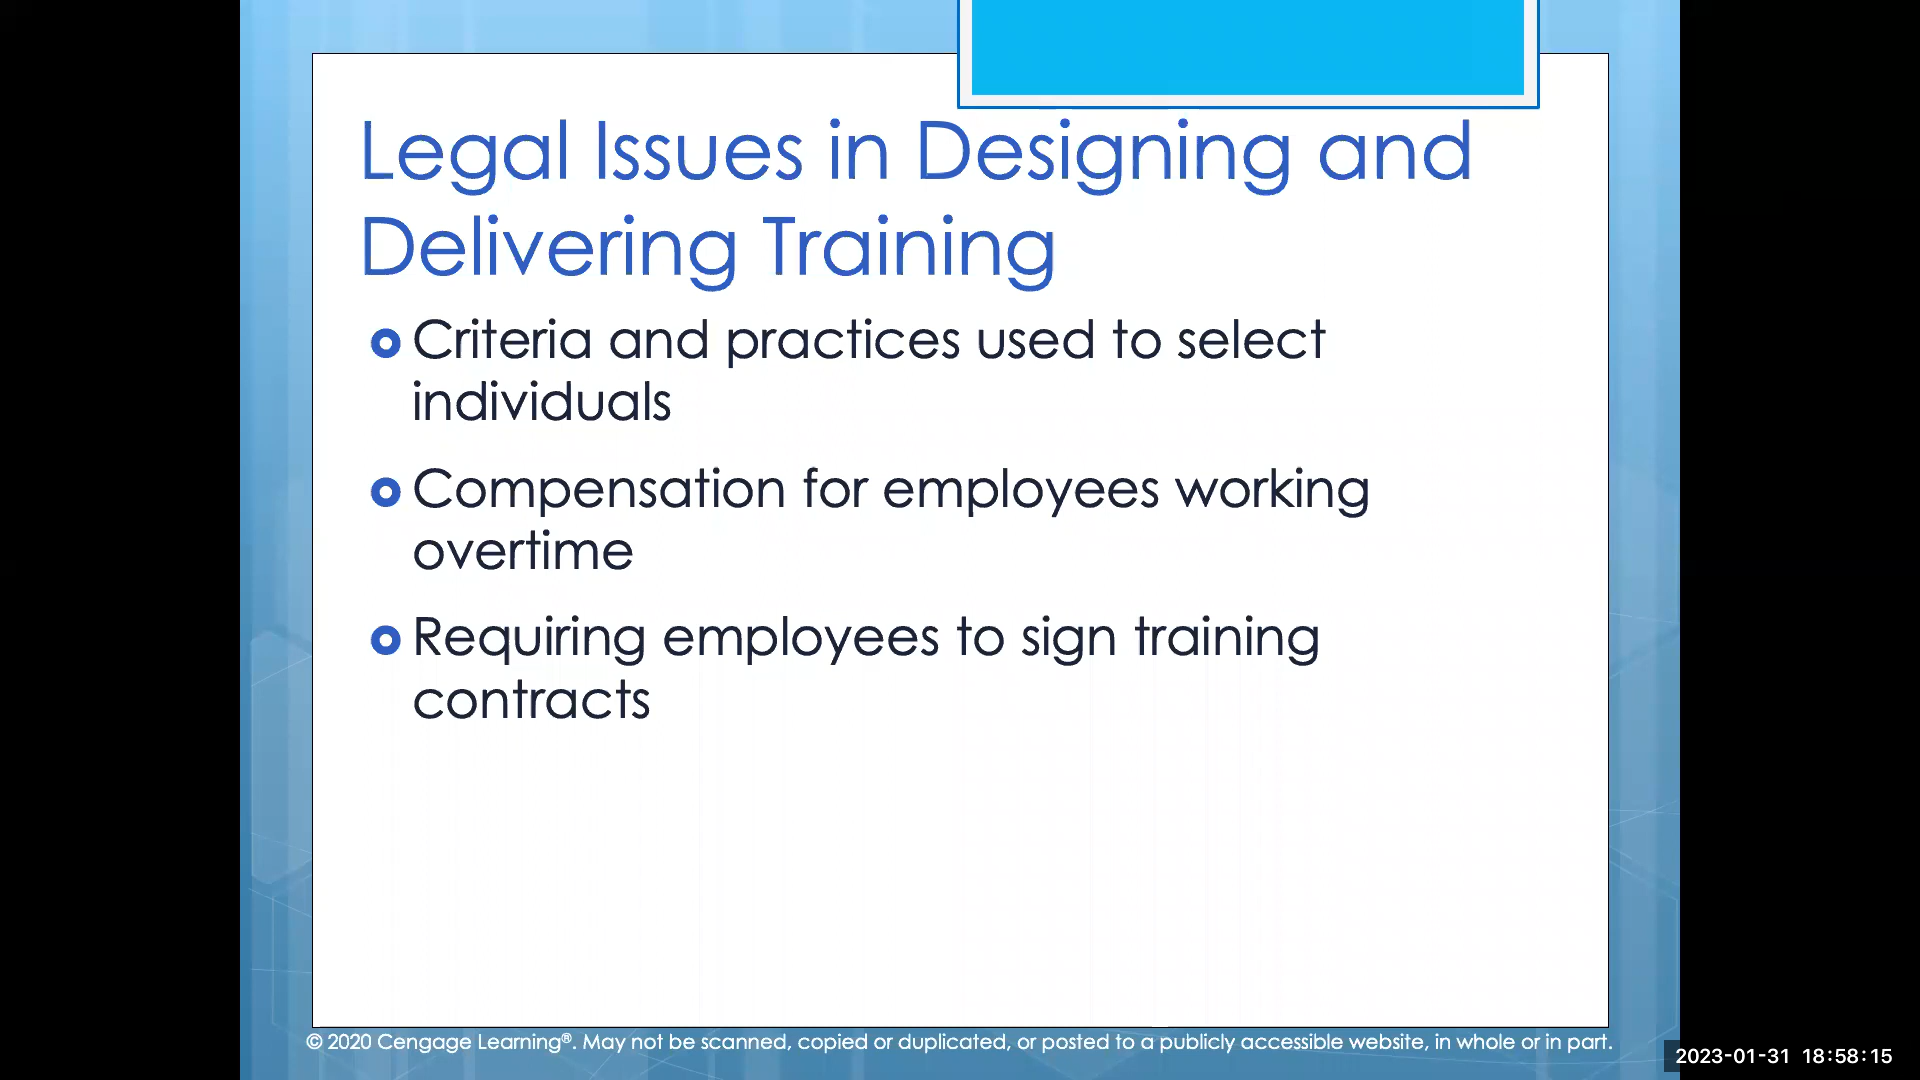 Legal Issues in Designing and
Delivering Training
Criteria and practices used to select
individuals
Compensation for employees working
overtime
Requiring employees to sign training
contracts
© 2020 Cengage Learning®. May not be scanned, copied or duplicated, or posted to a publicly accessible website, in whole or in part.
2023-01-31 18:58:15